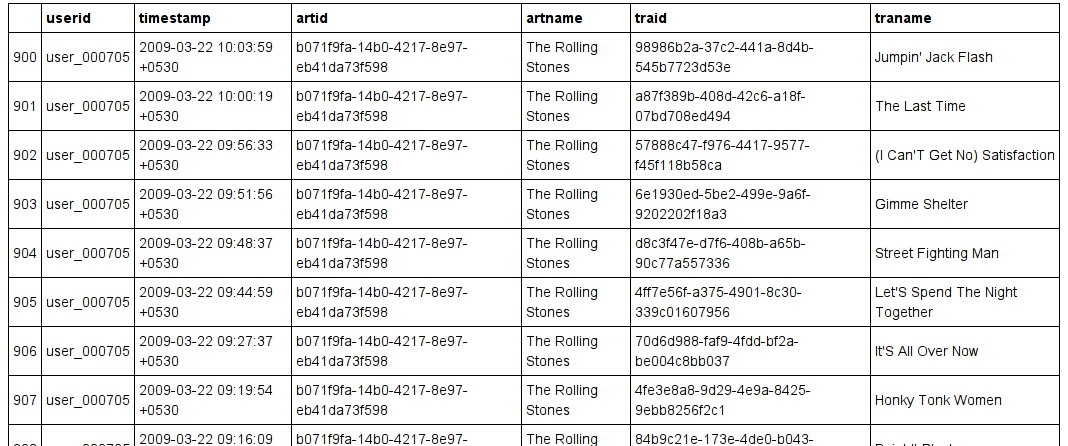 userid timestamp artid artname traid traname
900 user_000705 2009-03-22 10:03:59 +0530 b071f9fa-14b0-4217-8e97-eb41da73f598 The Rolling Stones 98986b2a-37c2-441a-8d4b-545b7723d53e Jumpin' Jack Flash
901 user_000705 2009-03-22 10:00:19 +0530 b071f9fa-14b0-4217-8e97-eb41da73f598 The Rolling Stones a87f389b-408d-42c6-a18f-07bd708ed494 The Last Time
902 user_000705 2009-03-22 09:56:33 +0530 b071f9fa-14b0-4217-8e97-eb41da73f598 The Rolling Stones 57888c47-f976-4417-9577-f45f118b58ca (I Can'T Get No) Satisfaction
903 user_000705 2009-03-22 09:51:56 +0530 b071f9fa-14b0-4217-8e97-eb41da73f598 The Rolling Stones 6e1930ed-5be2-499e-9a6f-9202202f18a3 Gimme Shelter
904 user_000705 2009-03-22 09:48:37 +0530 b071f9fa-14b0-4217-8e97-eb41da73f598 The Rolling Stones d8c3f47e-d7f6-408b-a65b-90c77a557336 Street Fighting Man
905 user_000705 2009-03-22 09:44:59 +0530 b071f9fa-14b0-4217-8e97-eb41da73f598 The Rolling Stones 4ff7e56f-a375-4901-8c30-339c01607956 Let'S Spend The Night Together
906 user_000705 2009-03-22 09:27:37 +0530 b071f9fa-14b0-4217-8e97-eb41da73f598 The Rolling Stones 70d6d988-faf9-4fdd-bf2a-be004c8bb037 It'S All Over Now
907 user_000705 2009-03-22 09:19:54 +0530 b071f9fa-14b0-4217-8e97-eb41da73f598 The Rolling Stones 4fe3e8a8-9d29-4e9a-8425-9ebb8256f2c1 Honky Tonk Women
2009-03-22 09:16:09 b071f9fa-14b0-4217-8e97- The Rolling 84b9c21e-173e-4de0-b043-